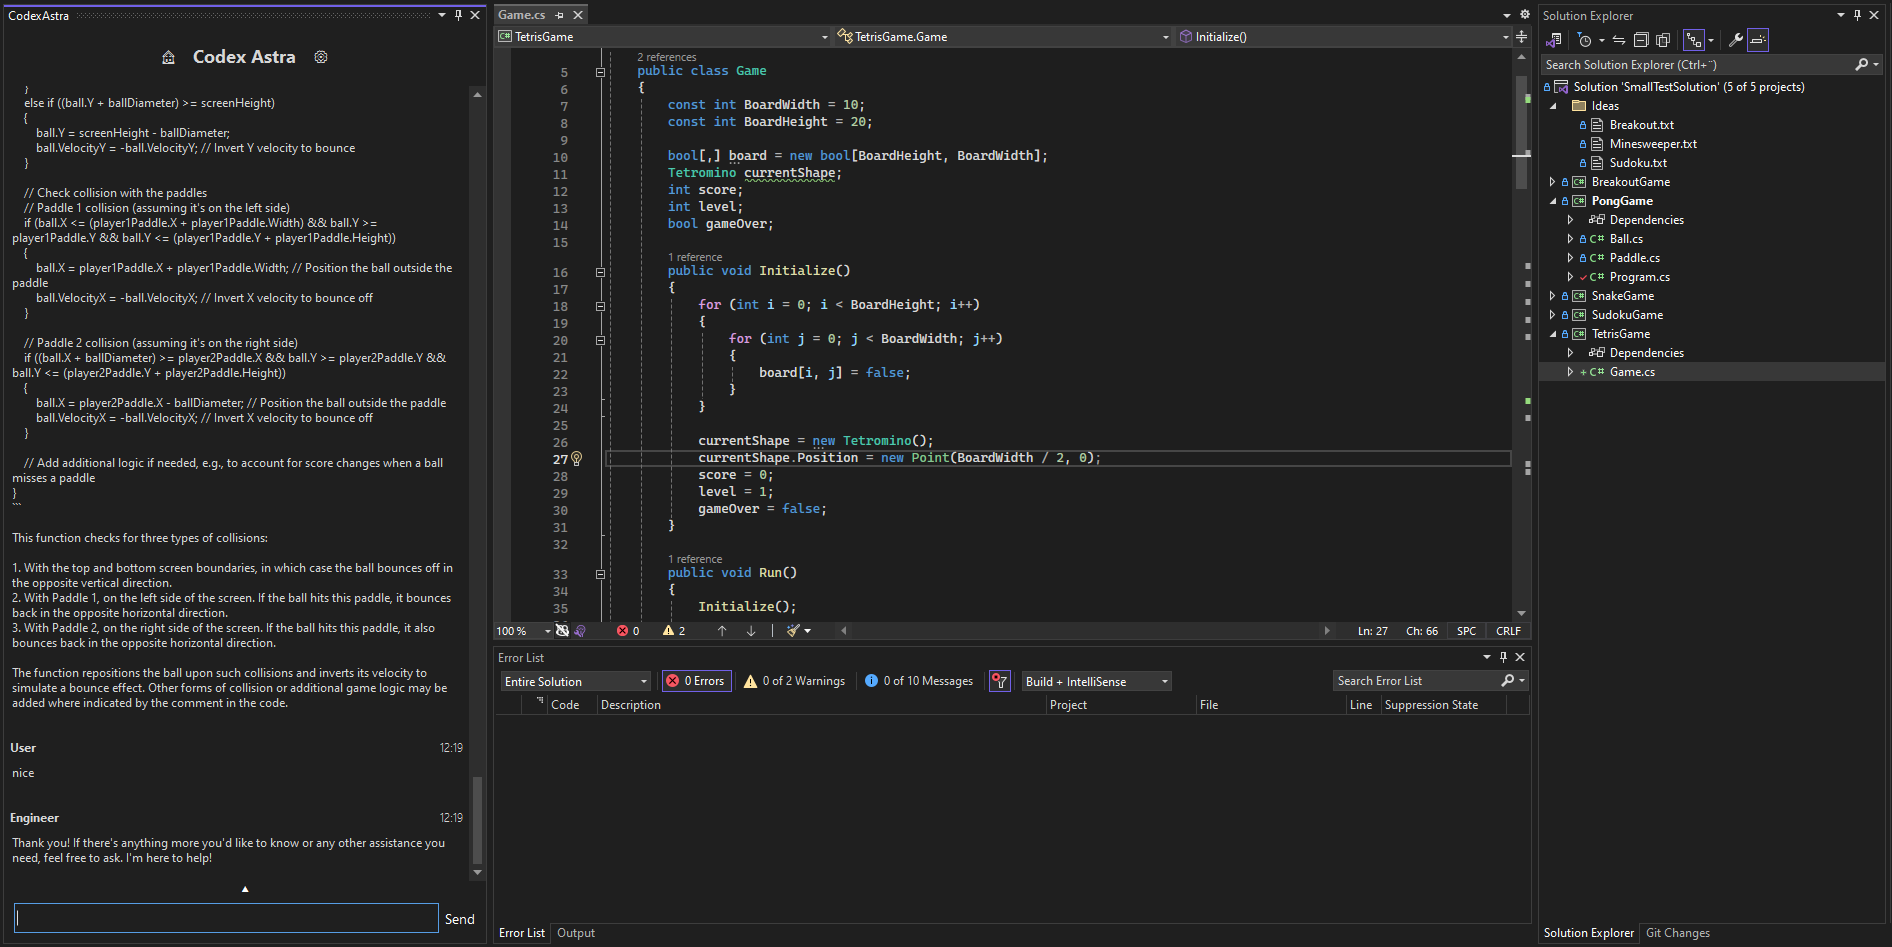 CodexAstra
Codex Astra
}
else if ((ball.Y + ballDiameter) >= screenHeight)
{
ball.Y = screenHeight - ballDiameter;
ball.VelocityY = -ball.VelocityY; // Invert Y velocity to bounce
}
// Check collision with the paddles
// Paddle 1 collision (assuming it's on the left side)
if (ball.X <= (player1Paddle.X + player1Paddle.Width) && ball.Y >=
player1Paddle.Y && ball.Y <= (player1Paddle.Y + player1Paddle.Height))
{
ball.X = player1Paddle.X + player1Paddle.Width; // Position the ball outside the
paddle
ball.VelocityX = -ball.VelocityX; // Invert X velocity to bounce off
}
// Paddle 2 collision (assuming it's on the right side)
if ((ball.X + ballDiameter) >= player2Paddle.X && ball.Y >= player2Paddle.Y &&
ball.Y <= (player2Paddle.Y + player2Paddle.Height))
{
ball.X = player2Paddle.X - ballDiameter; // Position the ball outside the paddle
ball.VelocityX = -ball.VelocityX; // Invert X velocity to bounce off
}
// Add additional logic if needed, e.g., to account for score changes when a ball
misses a paddle
}
```
This function checks for three types of collisions:
1. With the top and bottom screen boundaries, in which case the ball bounces off in
the opposite vertical direction.
2. With Paddle 1, on the left side of the screen. If the ball hits this paddle, it bounces
back in the opposite horizontal direction.
3. With Paddle 2, on the right side of the screen. If the ball hits this paddle, it also
bounces back in the opposite horizontal direction.
The function repositions the ball upon such collisions and inverts its velocity to
simulate a bounce effect. Other forms of collision or additional game logic may be
added where indicated by the comment in the code.
User 12:19
nice
Engineer 12:19
Thank you! If there's anything more you'd like to know or any other assistance you
need, feel free to ask. I'm here to help!
Send
Game.cs
C# TetrisGame
TetrisGame.Game
Initialize()
2 references
5 public class Game
6 {
7 const int BoardWidth = 10;
8 const int BoardHeight = 20;
9
10 bool[,] board = new bool[BoardHeight, BoardWidth];
11 Tetromino currentShape;
12 int score;
13 int level;
14 bool gameOver;
15
1 reference
16 public void Initialize()
17 {
18 for (int i = 0; i < BoardHeight; i++)
19 {
20 for (int j = 0; j < BoardWidth; j++)
21 {
22 board[i, j] = false;
23 }
24 }
25
26 currentShape = new Tetromino();
27 currentShape.Position = new Point(BoardWidth / 2, 0);
28 score = 0;
29 level = 1;
30 gameOver = false;
31 }
32
1 reference
33 public void Run()
34 {
35 Initialize();
100 % 0 2 Ln: 27 Ch: 66 SPC CRLF
Error List
Entire Solution 0 Errors 0 of 2 Warnings 0 of 10 Messages Build + IntelliSense Search Error List
Code Description Project File Line Suppression State
Error List Output
Solution Explorer
Search Solution Explorer (Ctrl+¨)
Solution 'SmallTestSolution' (5 of 5 projects)
Ideas
Breakout.txt
Minesweeper.txt
Sudoku.txt
C# BreakoutGame
C# PongGame
Dependencies
C# Ball.cs
C# Paddle.cs
C# Program.cs
C# SnakeGame
C# SudokuGame
C# TetrisGame
Dependencies
+ C# Game.cs
Solution Explorer Git Changes